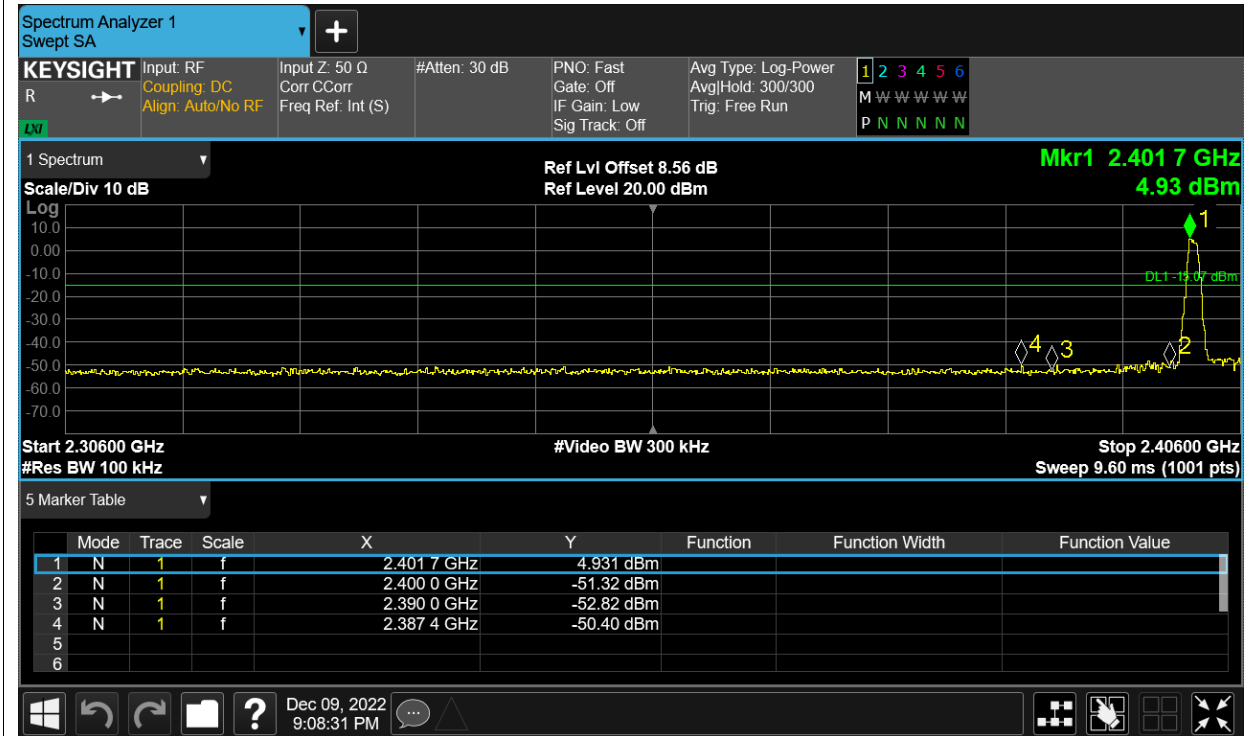 Spectrum Analyzer 1
Swept SA
KEYSIGHT
R
LXI
Input: RF
Coupling: DC
Align: Auto/No RF
Input Z: 50 Ω
Corr CCorr
Freq Ref: Int (S)
#Atten: 30 dB
PNO: Fast
Gate: Off
IF Gain: Low
Sig Track: Off
Avg Type: Log-Power
Avg|Hold: 300/300
Trig: Free Run
1 2 3 4 5 6
M W W W W W
P N N N N N
1 Spectrum
Scale/Div 10 dB
Ref Lvl Offset 8.56 dB
Ref Level 20.00 dBm
Mkr1 2.401 7 GHz
4.93 dBm
Log
10.0
0.00
-10.0
-20.0
-30.0
-40.0
-50.0
-60.0
-70.0
1
DL1 -15.07 dBm
4
3
2
Start 2.30600 GHz
#Video BW 300 kHz
Stop 2.40600 GHz
#Res BW 100 kHz
Sweep 9.60 ms (1001 pts)
5 Marker Table
Mode Trace Scale X Y Function Function Width Function Value
1 N 1 f 2.401 7 GHz 4.931 dBm
2 N 1 f 2.400 0 GHz -51.32 dBm
3 N 1 f 2.390 0 GHz -52.82 dBm
4 N 1 f 2.387 4 GHz -50.40 dBm
5
6
?
Dec 09, 2022
9:08:31 PM